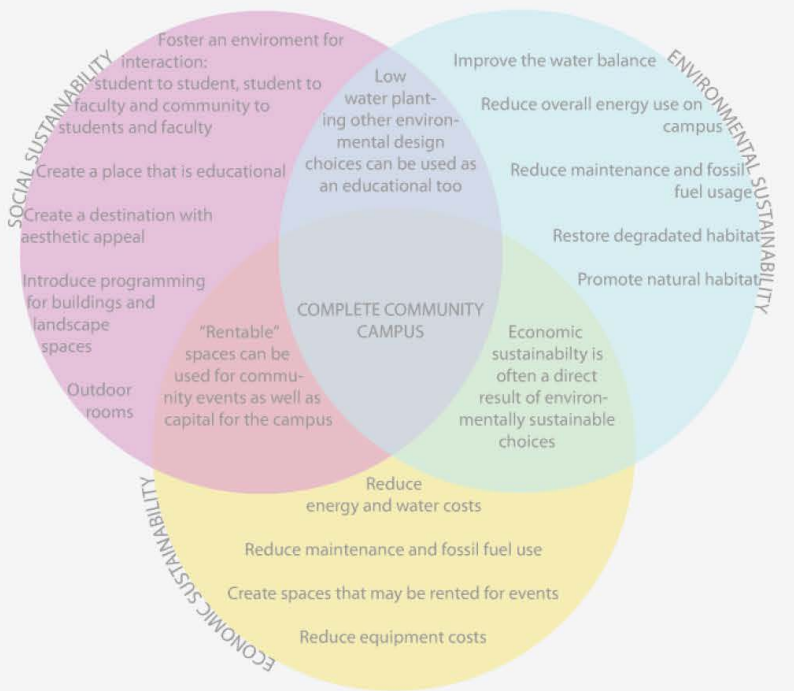 SOCIAL SUSTAINABILITY
Foster an enviroment for
interaction:
student to student, student to
faculty and community to
students and faculty
Create a place that is educational
Create a destination with
aesthetic appeal
Introduce programming
for buildings and
landscape
spaces
Outdoor
rooms
Low
water plant-
ing other environ-
mental design
choices can be used as
an educational too
ENVIRONMENTAL SUSTAINABILITY
Improve the water balance
Reduce overall energy use on
campus
Reduce maintenance and fossil
fuel usage
Restore degradated habitat
Promote natural habitat
COMPLETE COMMUNITY
CAMPUS
"Rentable"
spaces can be
used for commu-
nity events as well as
capital for the campus
Economic
sustainabilty is
often a direct
result of environ-
mentally sustainable
choices
ECONOMIC SUSTAINABILITY
Reduce
energy and water costs
Reduce maintenance and fossil fuel use
Create spaces that may be rented for events
Reduce equipment costs